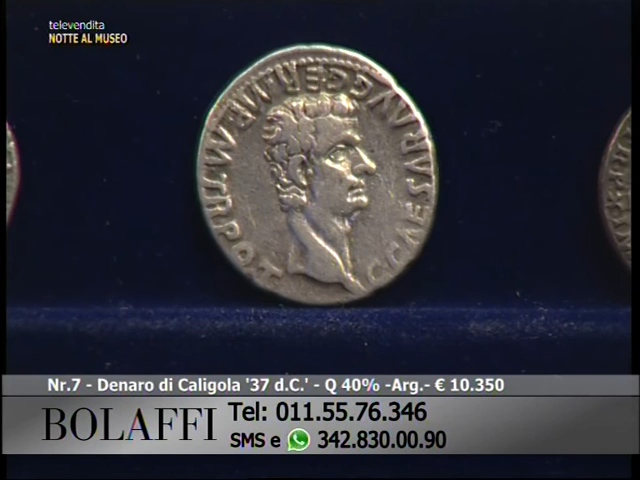 televendita
NOTTE AL MUSEO
C CAESAR AVG GER P M TR POT
Nr.7 - Denaro di Caligola '37 d.C.' - Q 40% -Arg.- € 10.350
BOLAFFI
Tel: 011.55.76.346
SMS e 342.830.00.90